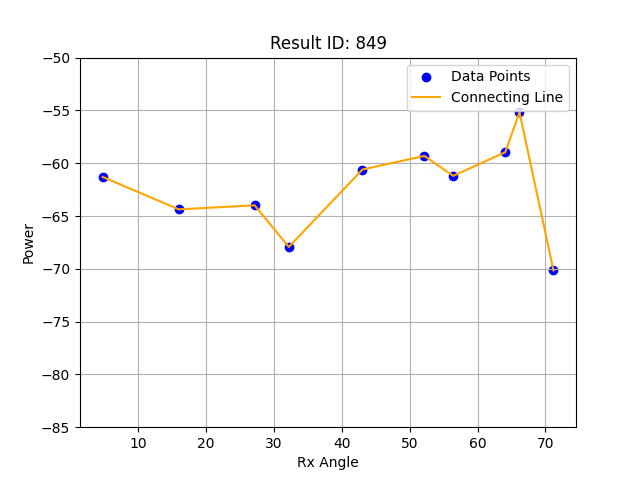 Result ID: 849
Data Points
Connecting Line
Power
−50
−55
−60
−65
−70
−75
−80
−85
10 20 30 40 50 60 70
Rx Angle